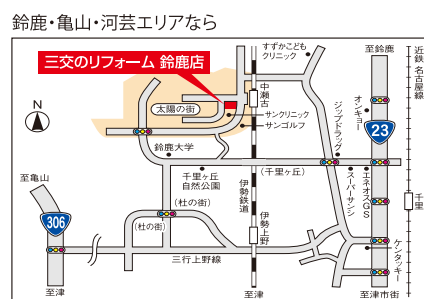 鈴鹿・亀山・河芸エリアなら
すずかこども
クリニック
至鈴鹿
近鉄名古屋線
三交のリフォーム 鈴鹿店
中瀬古
太陽の街
サンクリニック
サンゴルフ
オンキョー
ジップドラッグ
23
N
鈴鹿大学
千里ヶ丘
自然公園
(千里ヶ丘)
至亀山
伊勢鉄道
スーパーサンシ
エネオスGS
千里
306
(杜の街)
(杜の街)
伊勢上野
ケンタッキー
三行上野線
至津
至津
至津市街